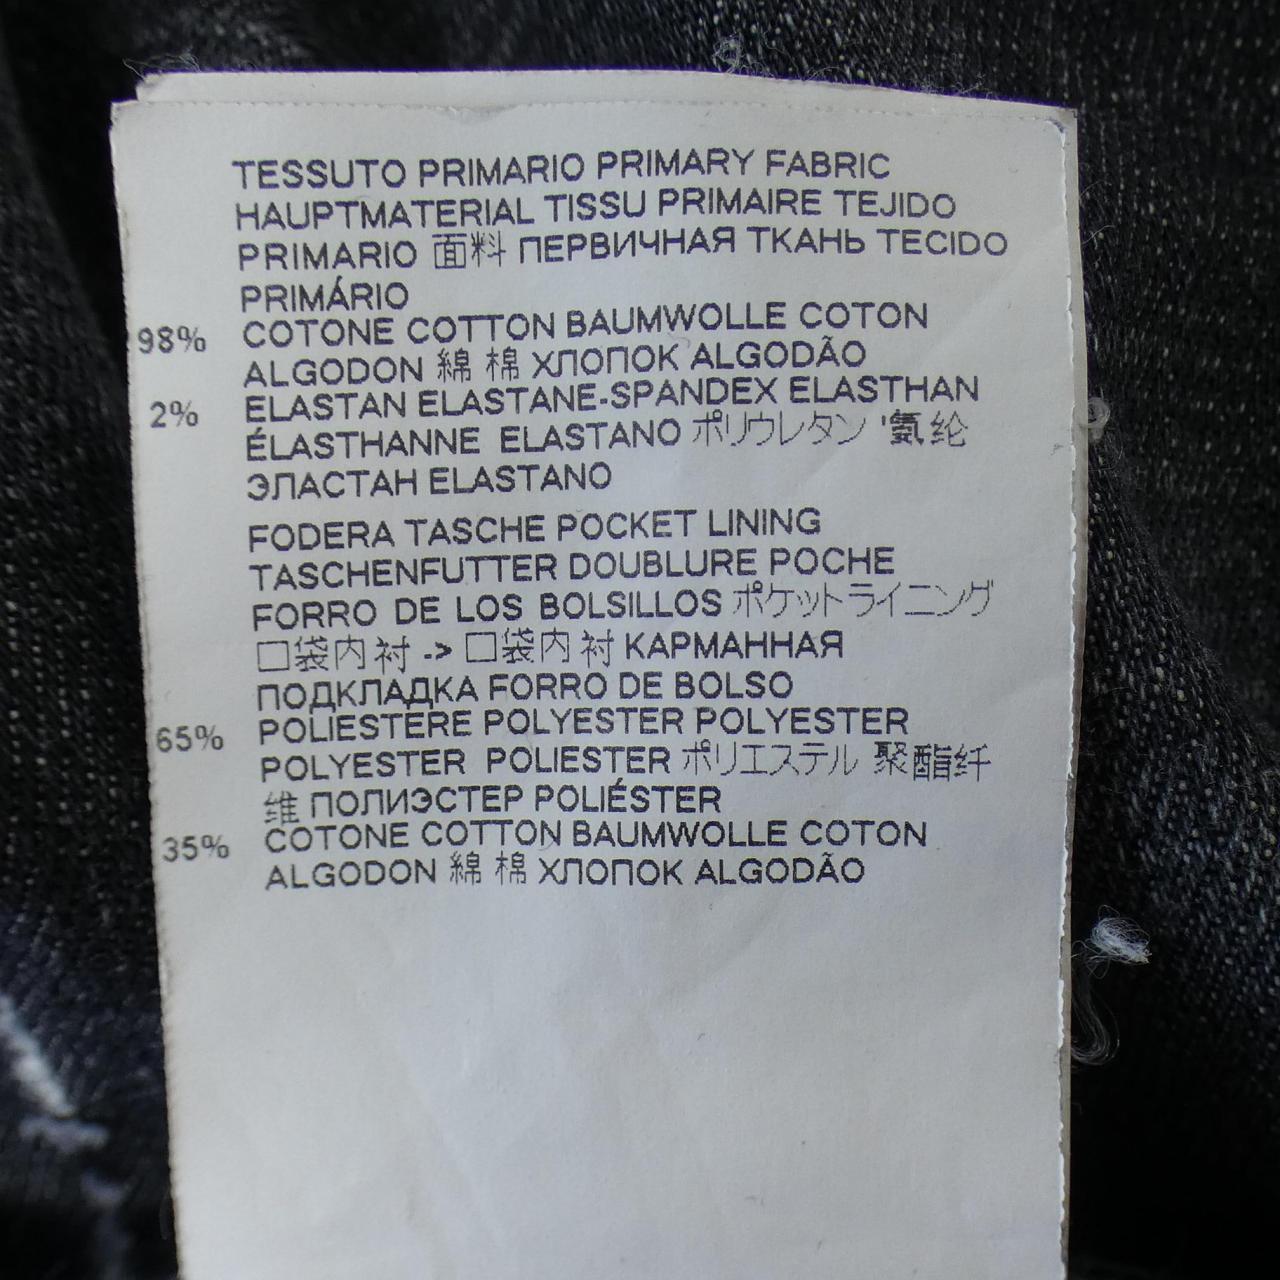 TESSUTO PRIMARIO PRIMARY FABRIC
HAUPTMATERIAL TISSU PRIMAIRE TEJIDO
PRIMARIO 面料 ПЕРВИЧНАЯ ТКАНЬ TECIDO
PRIMÁRIO
98% COTONE COTTON BAUMWOLLE COTON
ALGODON 綿 棉 ХЛОПОК ALGODÃO
2% ELASTAN ELASTANE-SPANDEX ELASTHAN
ÉLASTHANNE ELASTANO ポリウレタン '氨纶
ЭЛАСТАН ELASTANO
FODERA TASCHE POCKET LINING
TASCHENFUTTER DOUBLURE POCHE
FORRO DE LOS BOLSILLOS ポケットライニング
口袋内衬 -> 口袋内衬 КАРМАННАЯ
ПОДКЛАДКА FORRO DE BOLSO
65% POLIESTERE POLYESTER POLYESTER
POLYESTER POLIESTER ポリエステル 聚酯纤
维 ПОЛИЭСТЕР POLIÉSTER
35% COTONE COTTON BAUMWOLLE COTON
ALGODON 綿 棉 ХЛОПОК ALGODÃO